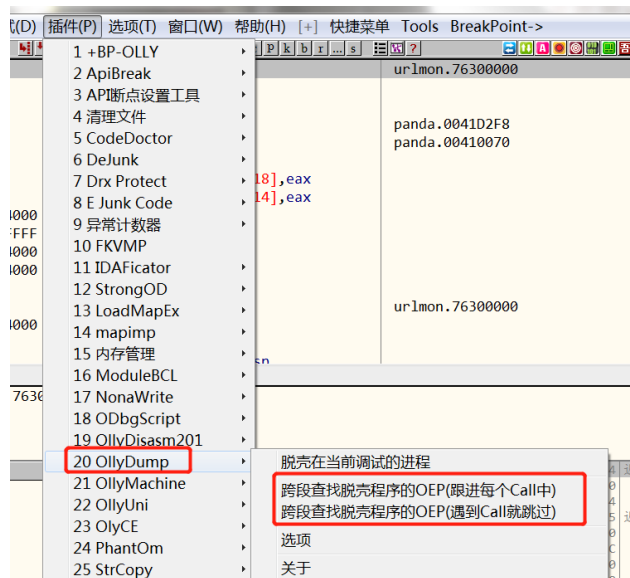 (D) 插件(P) 选项(T) 窗口(W) 帮助(H) [+] 快捷菜单 Tools BreakPoint->
P k b r ... s ?
1 +BP-OLLY
urlmon.76300000
2 ApiBreak
3 API断点设置工具
4 清理文件
panda.0041D2F8
5 CodeDoctor
panda.00410070
6 DeJunk
7 Drx Protect
18],eax
8 E Junk Code
14],eax
4000
9 异常计数器
FFFF
10 FKVMP
4000
11 IDAFicator
4000
12 StrongOD
13 LoadMapEx
urlmon.76300000
4000
14 mapimp
15 内存管理
sn
16 ModuleBCL
7630
17 NonaWrite
18 ODbgScript
19 OllyDisasm201
20 OllyDump
脱壳在当前调试的进程
21 OllyMachine
跨段查找脱壳程序的OEP(跟进每个Call中)
22 OllyUni
跨段查找脱壳程序的OEP(遇到Call就跳过)
23 OlyCE
24 PhantOm
选项
25 StrCopy
关于